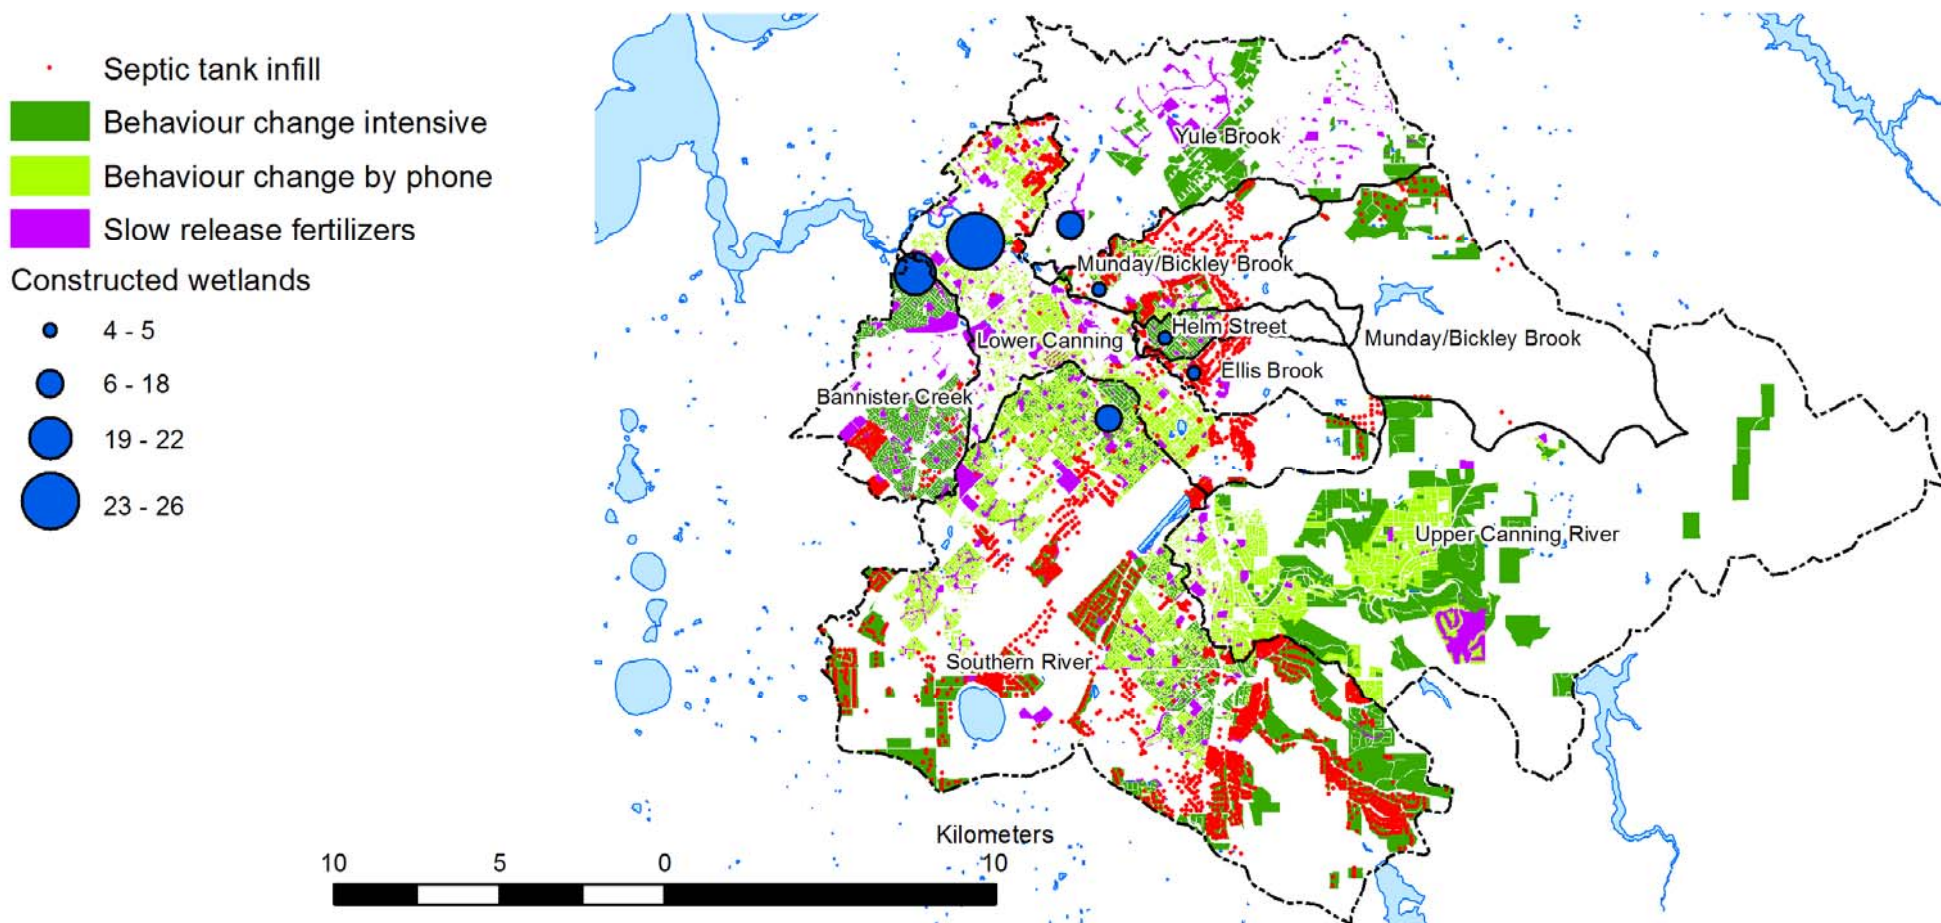 Septic tank infill
Behaviour change intensive
Behaviour change by phone
Slow release fertilizers
Constructed wetlands
4 - 5
6 - 18
19 - 22
23 - 26
Yule Brook
Munday/Bickley Brook
Helm Street
Lower Canning
Munday/Bickley Brook
Ellis Brook
Bannister Creek
Upper Canning River
Southern River
Kilometers
10 5 0 10